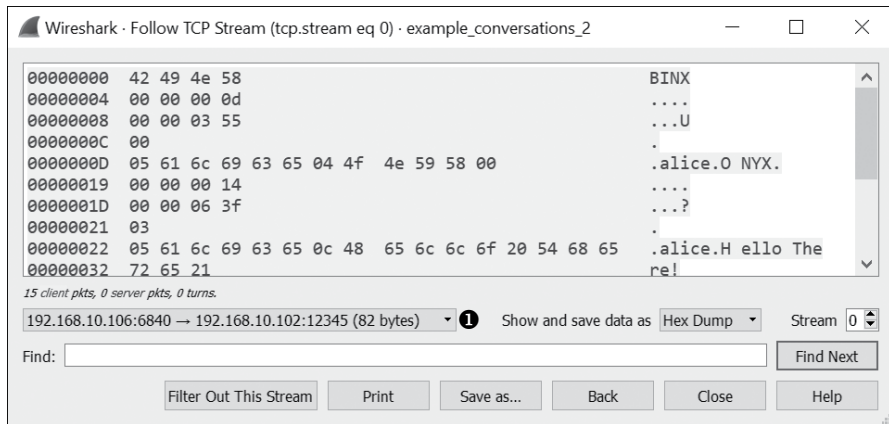 Wireshark · Follow TCP Stream (tcp.stream eq 0) · example_conversations_2
00000000 42 49 4e 58 BINX
00000004 00 00 00 0d ....
00000008 00 00 03 55 ...U
0000000C 00 .
0000000D 05 61 6c 69 63 65 04 4f 4e 59 58 00 .alice.O NYX.
00000019 00 00 00 14 ....
0000001D 00 00 06 3f ...?
00000021 03 .
00000022 05 61 6c 69 63 65 0c 48 65 6c 6c 6f 20 54 68 65 .alice.H ello The
00000032 72 65 21 re!
15 client pkts, 0 server pkts, 0 turns.
192.168.10.106:6840 → 192.168.10.102:12345 (82 bytes) ❶ Show and save data as Hex Dump Stream 0
Find: Find Next
Filter Out This Stream Print Save as... Back Close Help